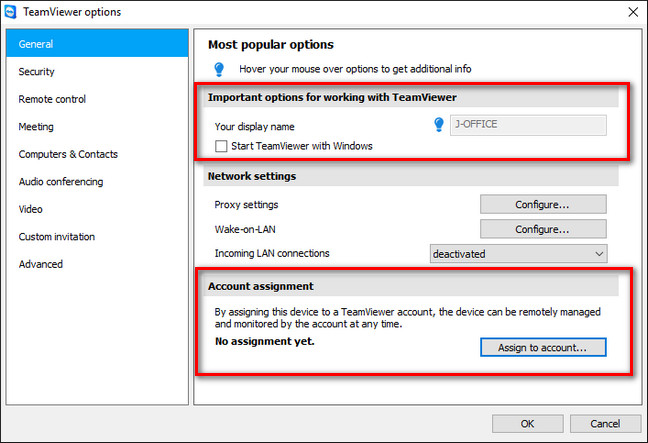 TeamViewer options
General
Security
Remote control
Meeting
Computers & Contacts
Audio conferencing
Video
Custom invitation
Advanced
Most popular options
Hover your mouse over options to get additional info
Important options for working with TeamViewer
Your display name
J-OFFICE
Start TeamViewer with Windows
Network settings
Proxy settings
Configure...
Wake-on-LAN
Configure...
Incoming LAN connections
deactivated
Account assignment
By assigning this device to a TeamViewer account, the device can be remotely managed
and monitored by the account at any time.
No assignment yet.
Assign to account...
OK
Cancel